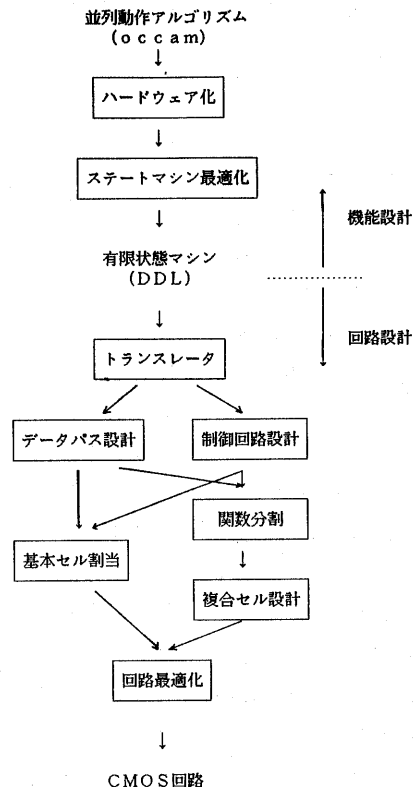 並列動作アルゴリズム
(occam)
↓
ハードウェア化
↓
ステートマシン最適化
機能設計
↓
有限状態マシン
(DDL)
↓
回路設計
トランスレータ
データパス設計
制御回路設計
関数分割
基本セル割当
↓
複合セル設計
回路最適化
↓
CMOS回路